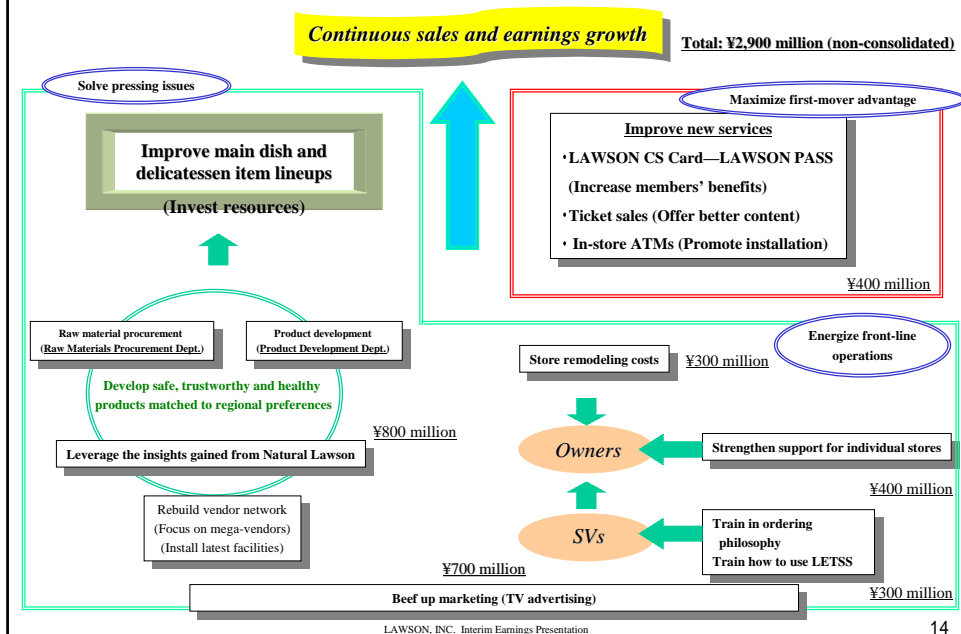 Continuous sales and earnings growth
Total: ¥2,900 million (non-consolidated)
Solve pressing issues
Improve main dish and
delicatessen item lineups
(Invest resources)
Maximize first-mover advantage
Improve new services
・LAWSON CS Card—LAWSON PASS
(Increase members' benefits)
・Ticket sales (Offer better content)
・In-store ATMs (Promote installation)
¥400 million
Raw material procurement
(Raw Materials Procurement Dept.)
Product development
(Product Development Dept.)
Develop safe, trustworthy and healthy
products matched to regional preferences
¥800 million
Leverage the insights gained from Natural Lawson
Rebuild vendor network
(Focus on mega-vendors)
(Install latest facilities)
Energize front-line
operations
Store remodeling costs
¥300 million
Owners
Strengthen support for individual stores
¥400 million
SVs
Train in ordering
philosophy
Train how to use LETSS
¥300 million
¥700 million
Beef up marketing (TV advertising)
LAWSON, INC. Interim Earnings Presentation
14